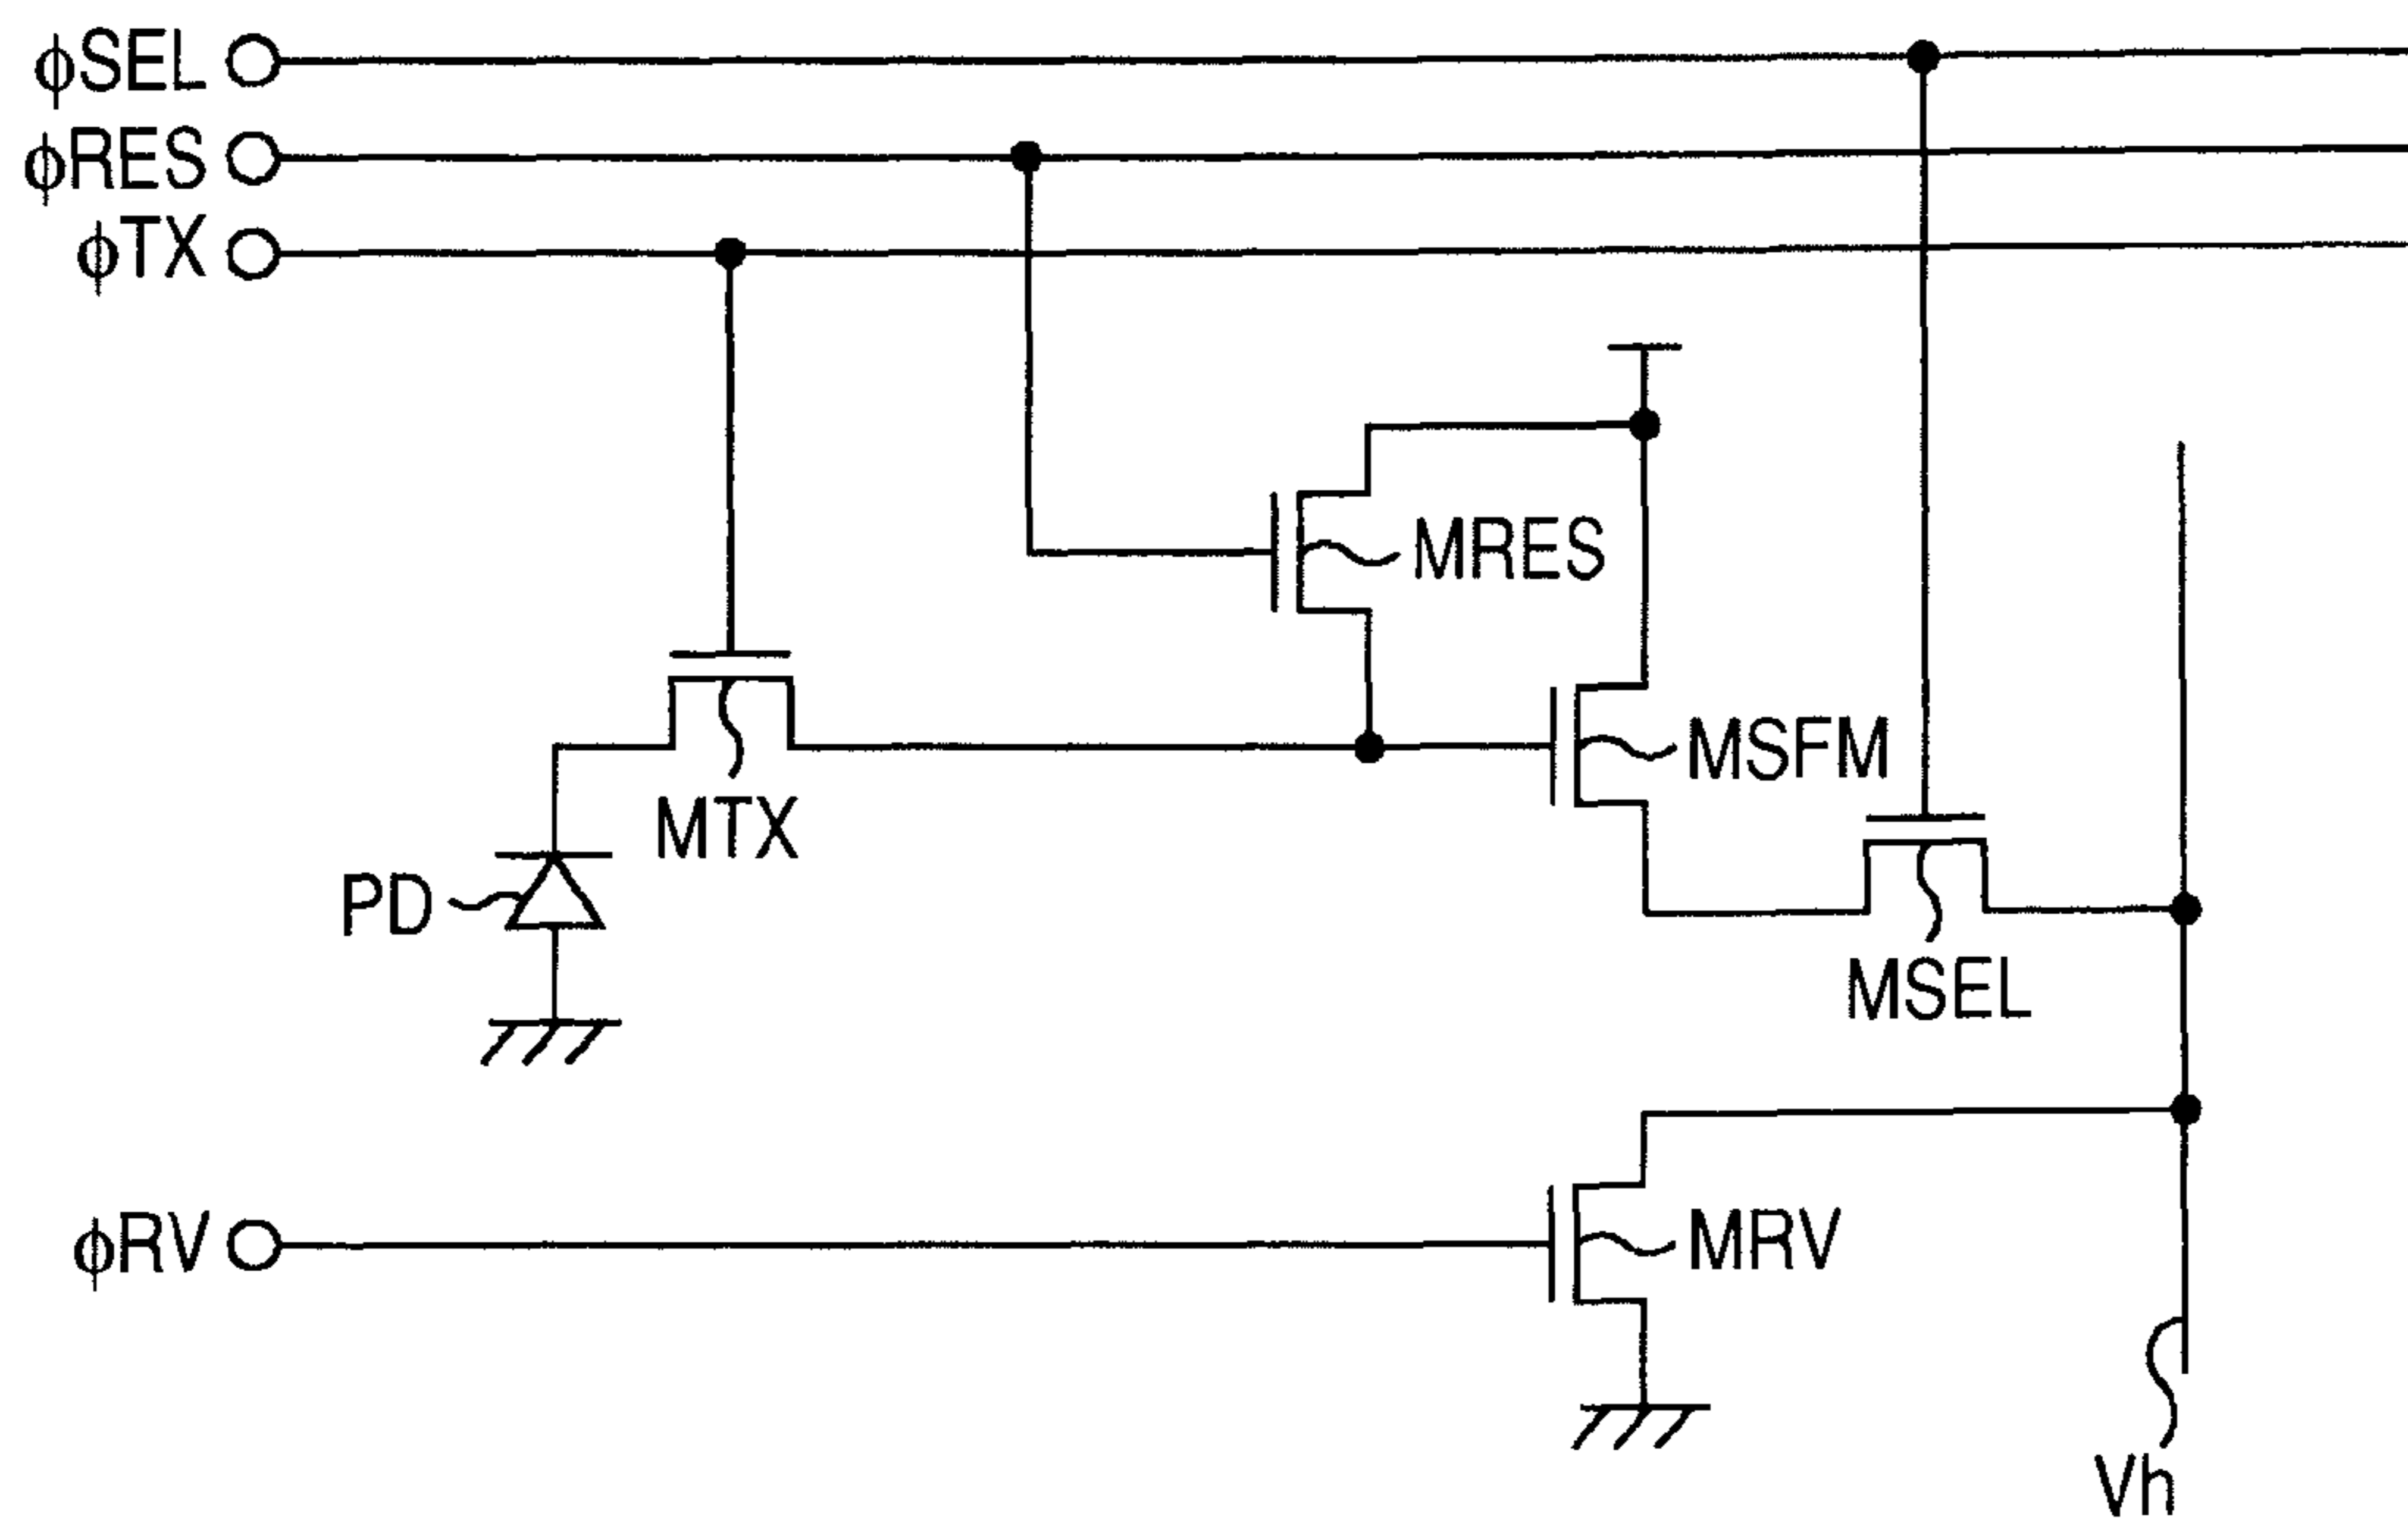 ϕSEL
ϕRES
ϕTX
MRES
MSFM
MTX
PD
MSEL
ϕRV
MRV
Vh